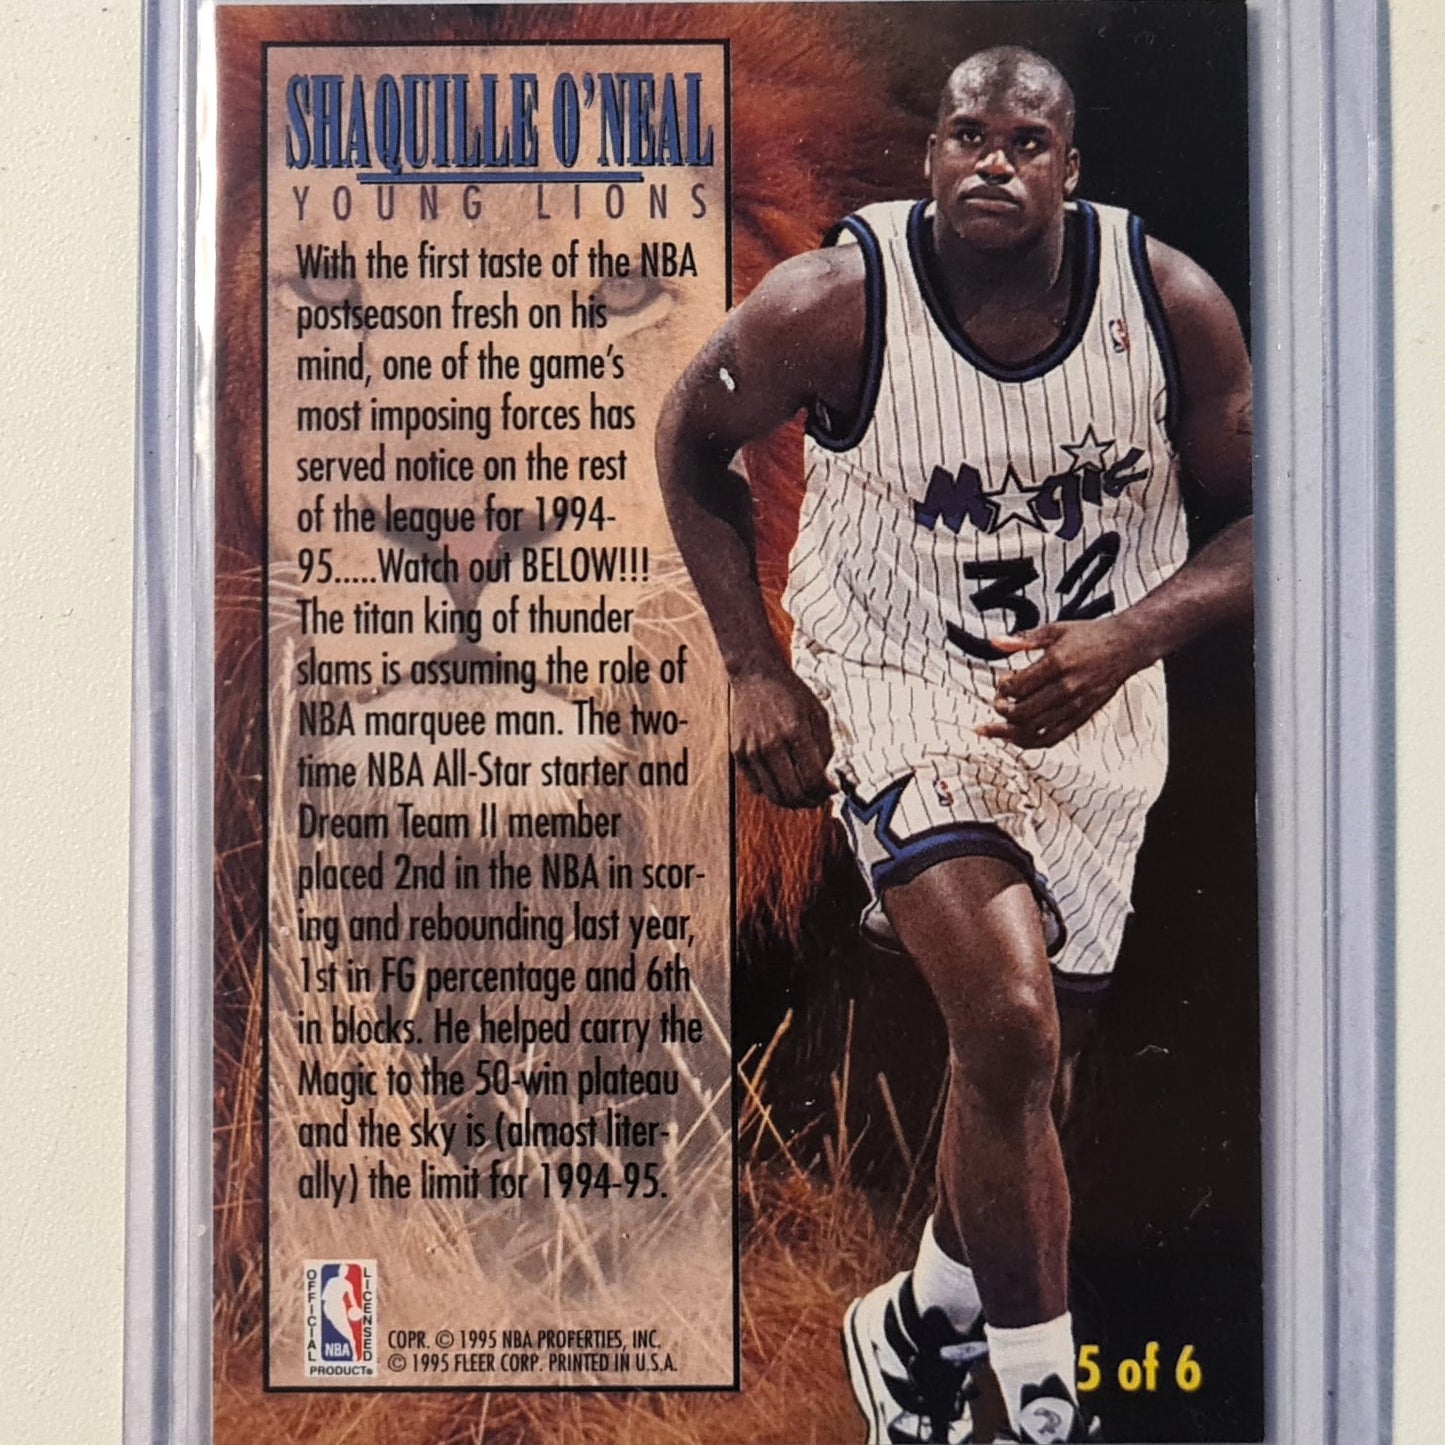 SHAQUILLE O'NEAL
YOUNG LIONS
With the first taste of the NBA
postseason fresh on his
mind, one of the game's
most imposing forces has
served notice on the rest
of the league for 1994-
95.....Watch out BELOW!!!
The titan king of thunder
slams is assuming the role of
NBA marquee man. The two-
time NBA All-Star starter and
Dream Team II member
placed 2nd in the NBA in scor-
ing and rebounding last year,
1st in FG percentage and 6th
in blocks. He helped carry the
Magic to the 50-win plateau
and the sky is (almost liter-
ally) the limit for 1994-95.
OFFICIAL
LICENSED
NBA
PRODUCT®
COPR. © 1995 NBA PROPERTIES, INC.
© 1995 FLEER CORP. PRINTED IN U.S.A.
Magic
32
5 of 6